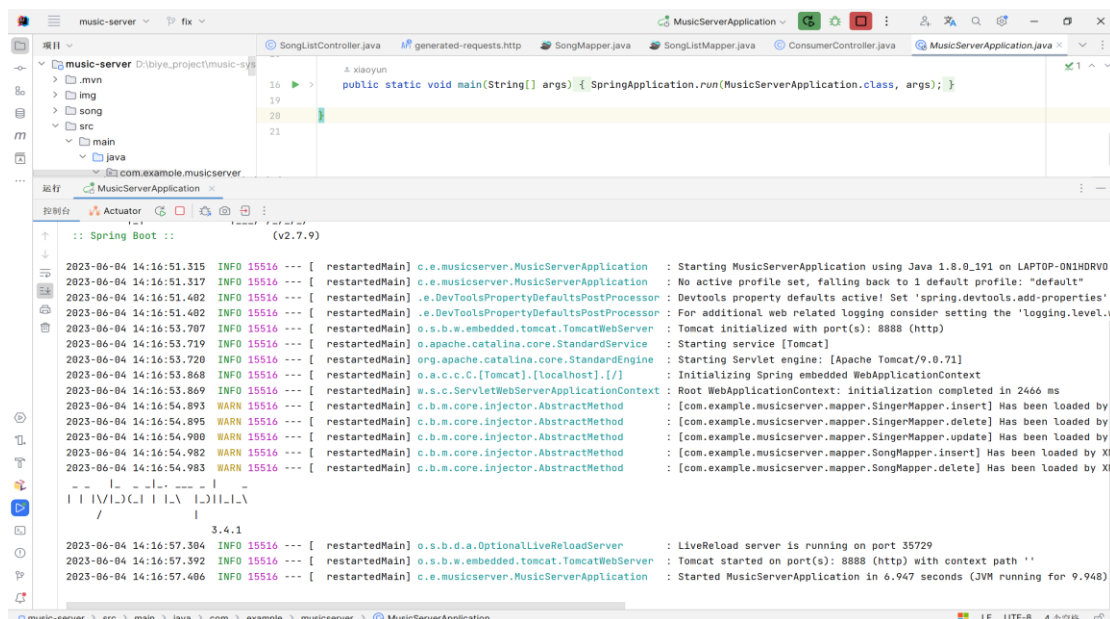 music-server fix MusicServerApplication
项目 SongListController.java generated-requests.http SongMapper.java SongListMapper.java ConsumerController.java MusicServerApplication.java
music-server D:\biye_project\music-sys
.mvn
img
song
src
main
java
com.example.musicserver
xiaoyun
16 public static void main(String[] args) { SpringApplication.run(MusicServerApplication.class, args); }
19
20 }
21
1
运行 MusicServerApplication
控制台 Actuator
:: Spring Boot :: (v2.7.9)
2023-06-04 14:16:51.315 INFO 15516 --- [ restartedMain] c.e.musicserver.MusicServerApplication : Starting MusicServerApplication using Java 1.8.0_191 on LAPTOP-ON1HDRVO
2023-06-04 14:16:51.317 INFO 15516 --- [ restartedMain] c.e.musicserver.MusicServerApplication : No active profile set, falling back to 1 default profile: "default"
2023-06-04 14:16:51.402 INFO 15516 --- [ restartedMain] .e.DevToolsPropertyDefaultsPostProcessor : Devtools property defaults active! Set 'spring.devtools.add-properties'
2023-06-04 14:16:51.402 INFO 15516 --- [ restartedMain] .e.DevToolsPropertyDefaultsPostProcessor : For additional web related logging consider setting the 'logging.level.
2023-06-04 14:16:53.707 INFO 15516 --- [ restartedMain] o.s.b.w.embedded.tomcat.TomcatWebServer : Tomcat initialized with port(s): 8888 (http)
2023-06-04 14:16:53.719 INFO 15516 --- [ restartedMain] o.apache.catalina.core.StandardService : Starting service [Tomcat]
2023-06-04 14:16:53.720 INFO 15516 --- [ restartedMain] org.apache.catalina.core.StandardEngine : Starting Servlet engine: [Apache Tomcat/9.0.71]
2023-06-04 14:16:53.868 INFO 15516 --- [ restartedMain] o.a.c.c.C.[Tomcat].[localhost].[/] : Initializing Spring embedded WebApplicationContext
2023-06-04 14:16:53.869 INFO 15516 --- [ restartedMain] w.s.c.ServletWebServerApplicationContext : Root WebApplicationContext: initialization completed in 2466 ms
2023-06-04 14:16:54.893 WARN 15516 --- [ restartedMain] c.b.m.core.injector.AbstractMethod : [com.example.musicserver.mapper.SingerMapper.insert] Has been loaded by
2023-06-04 14:16:54.895 WARN 15516 --- [ restartedMain] c.b.m.core.injector.AbstractMethod : [com.example.musicserver.mapper.SingerMapper.delete] Has been loaded by
2023-06-04 14:16:54.900 WARN 15516 --- [ restartedMain] c.b.m.core.injector.AbstractMethod : [com.example.musicserver.mapper.SingerMapper.update] Has been loaded by
2023-06-04 14:16:54.982 WARN 15516 --- [ restartedMain] c.b.m.core.injector.AbstractMethod : [com.example.musicserver.mapper.SongMapper.insert] Has been loaded by X
2023-06-04 14:16:54.983 WARN 15516 --- [ restartedMain] c.b.m.core.injector.AbstractMethod : [com.example.musicserver.mapper.SongMapper.delete] Has been loaded by X
3.4.1
2023-06-04 14:16:57.304 INFO 15516 --- [ restartedMain] o.s.b.d.a.OptionalLiveReloadServer : LiveReload server is running on port 35729
2023-06-04 14:16:57.392 INFO 15516 --- [ restartedMain] o.s.b.w.embedded.tomcat.TomcatWebServer : Tomcat started on port(s): 8888 (http) with context path ''
2023-06-04 14:16:57.406 INFO 15516 --- [ restartedMain] c.e.musicserver.MusicServerApplication : Started MusicServerApplication in 6.947 seconds (JVM running for 9.948)
music-server > src > main > java > com > example > musicserver > MusicServerApplication LF UTF-8 4个空格